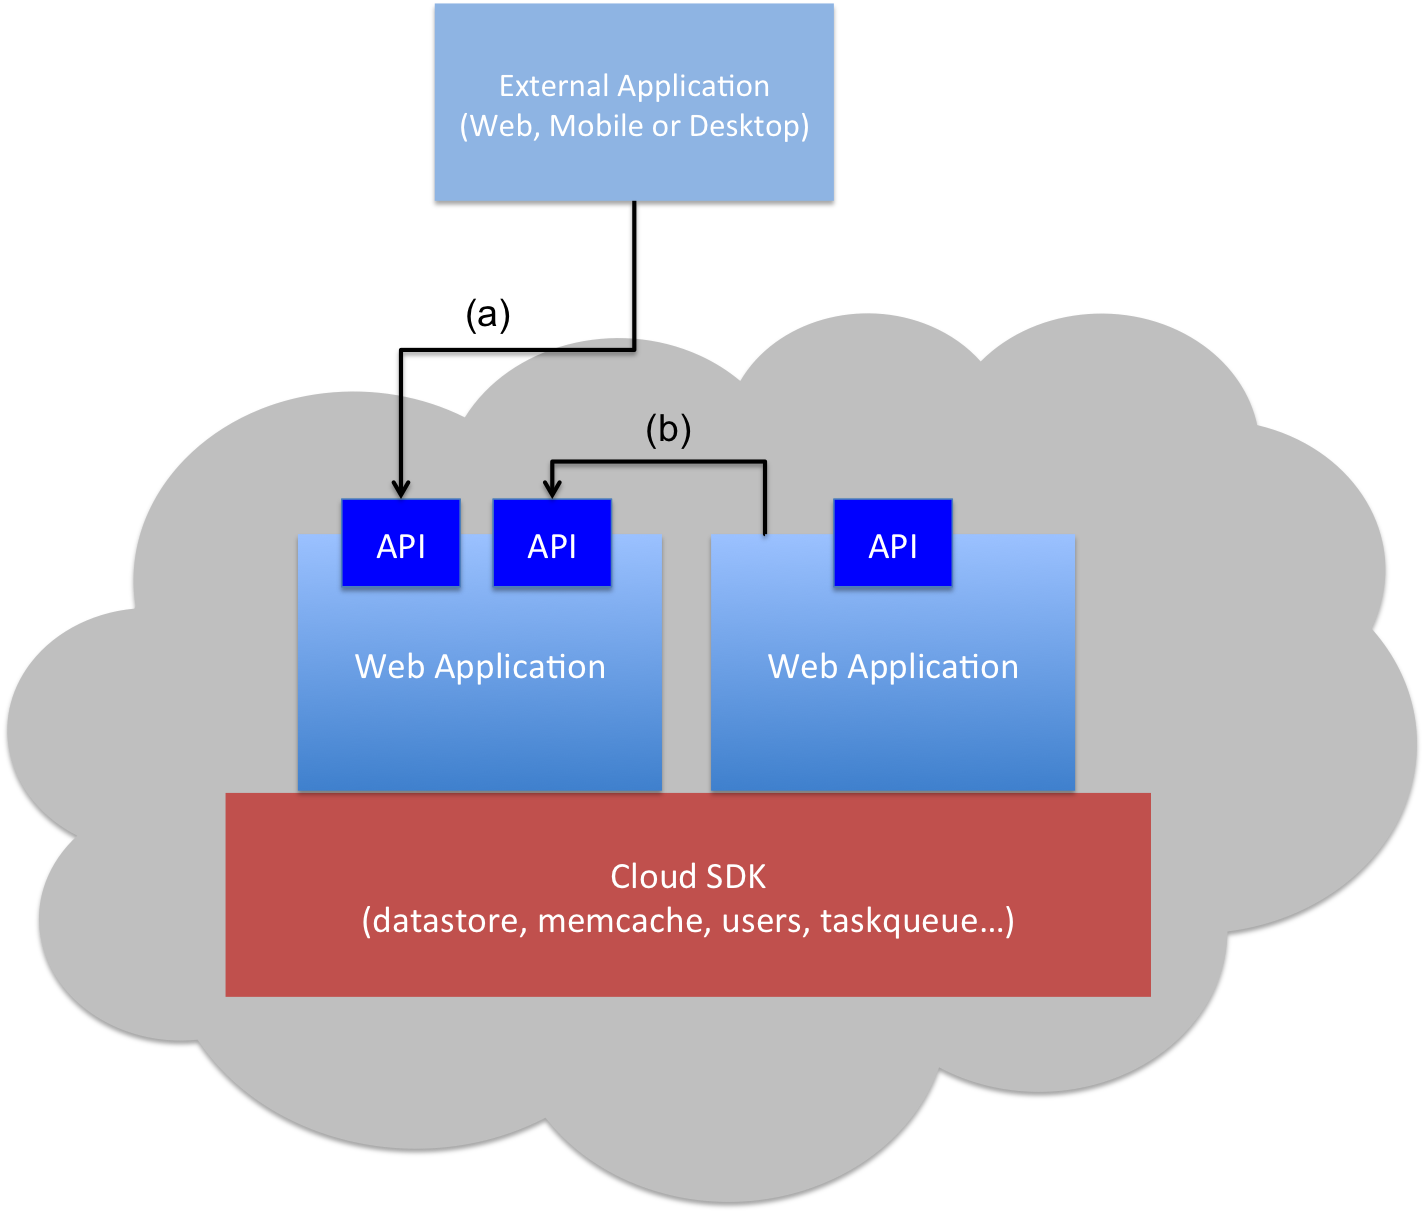 External Application
(Web, Mobile or Desktop)
(a)
(b)
API
API
API
Web Application
Web Application
Cloud SDK
(datastore, memcache, users, taskqueue...)